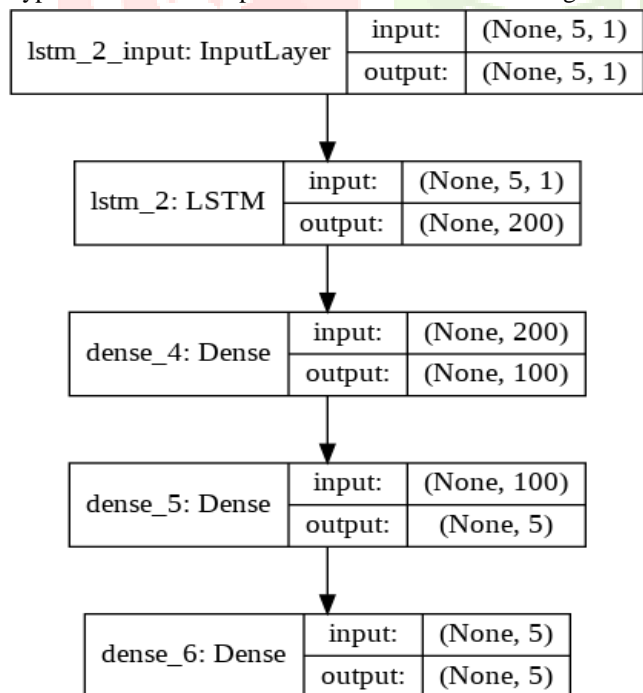 lstm_2_input: InputLayer
input: (None, 5, 1)
output: (None, 5, 1)
lstm_2: LSTM
input: (None, 5, 1)
output: (None, 200)
dense_4: Dense
input: (None, 200)
output: (None, 100)
dense_5: Dense
input: (None, 100)
output: (None, 5)
dense_6: Dense
input: (None, 5)
output: (None, 5)